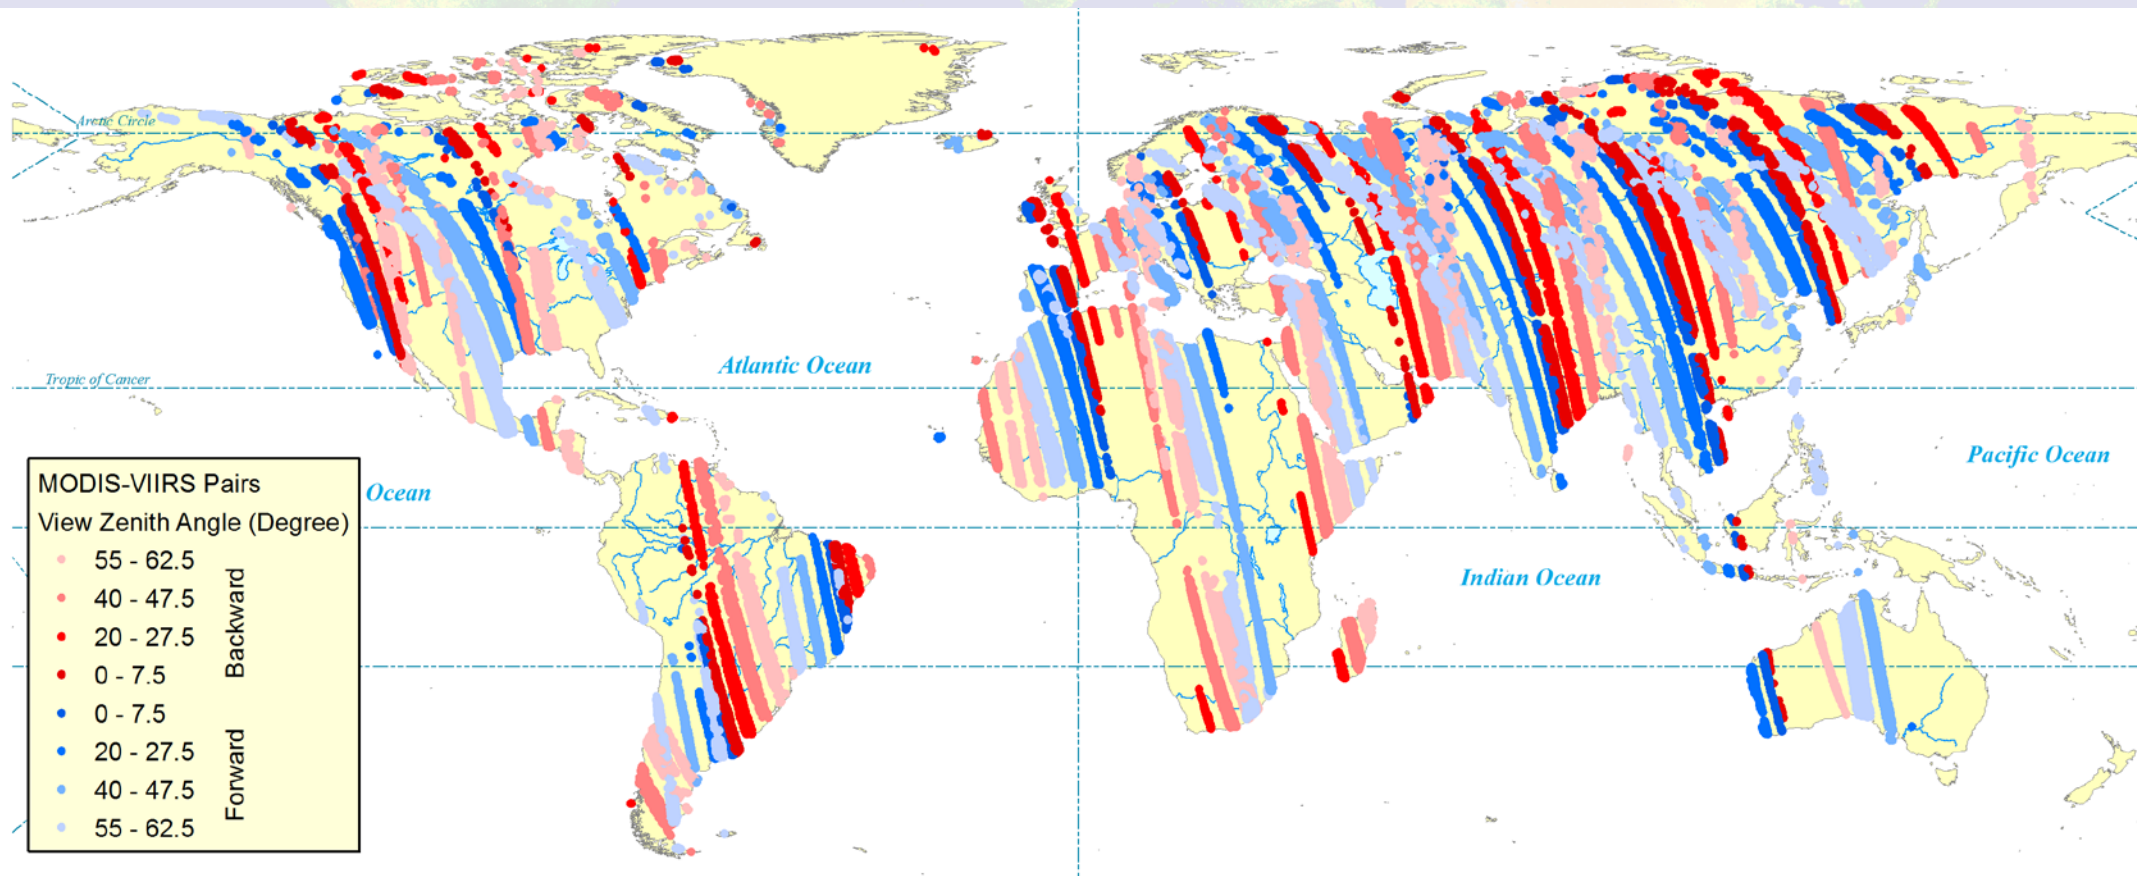 Arctic Circle
Tropic of Cancer
Atlantic Ocean
Pacific Ocean
Ocean
Indian Ocean
MODIS-VIIRS Pairs
View Zenith Angle (Degree)
55 - 62.5
40 - 47.5
20 - 27.5
0 - 7.5
Backward
0 - 7.5
20 - 27.5
40 - 47.5
55 - 62.5
Forward